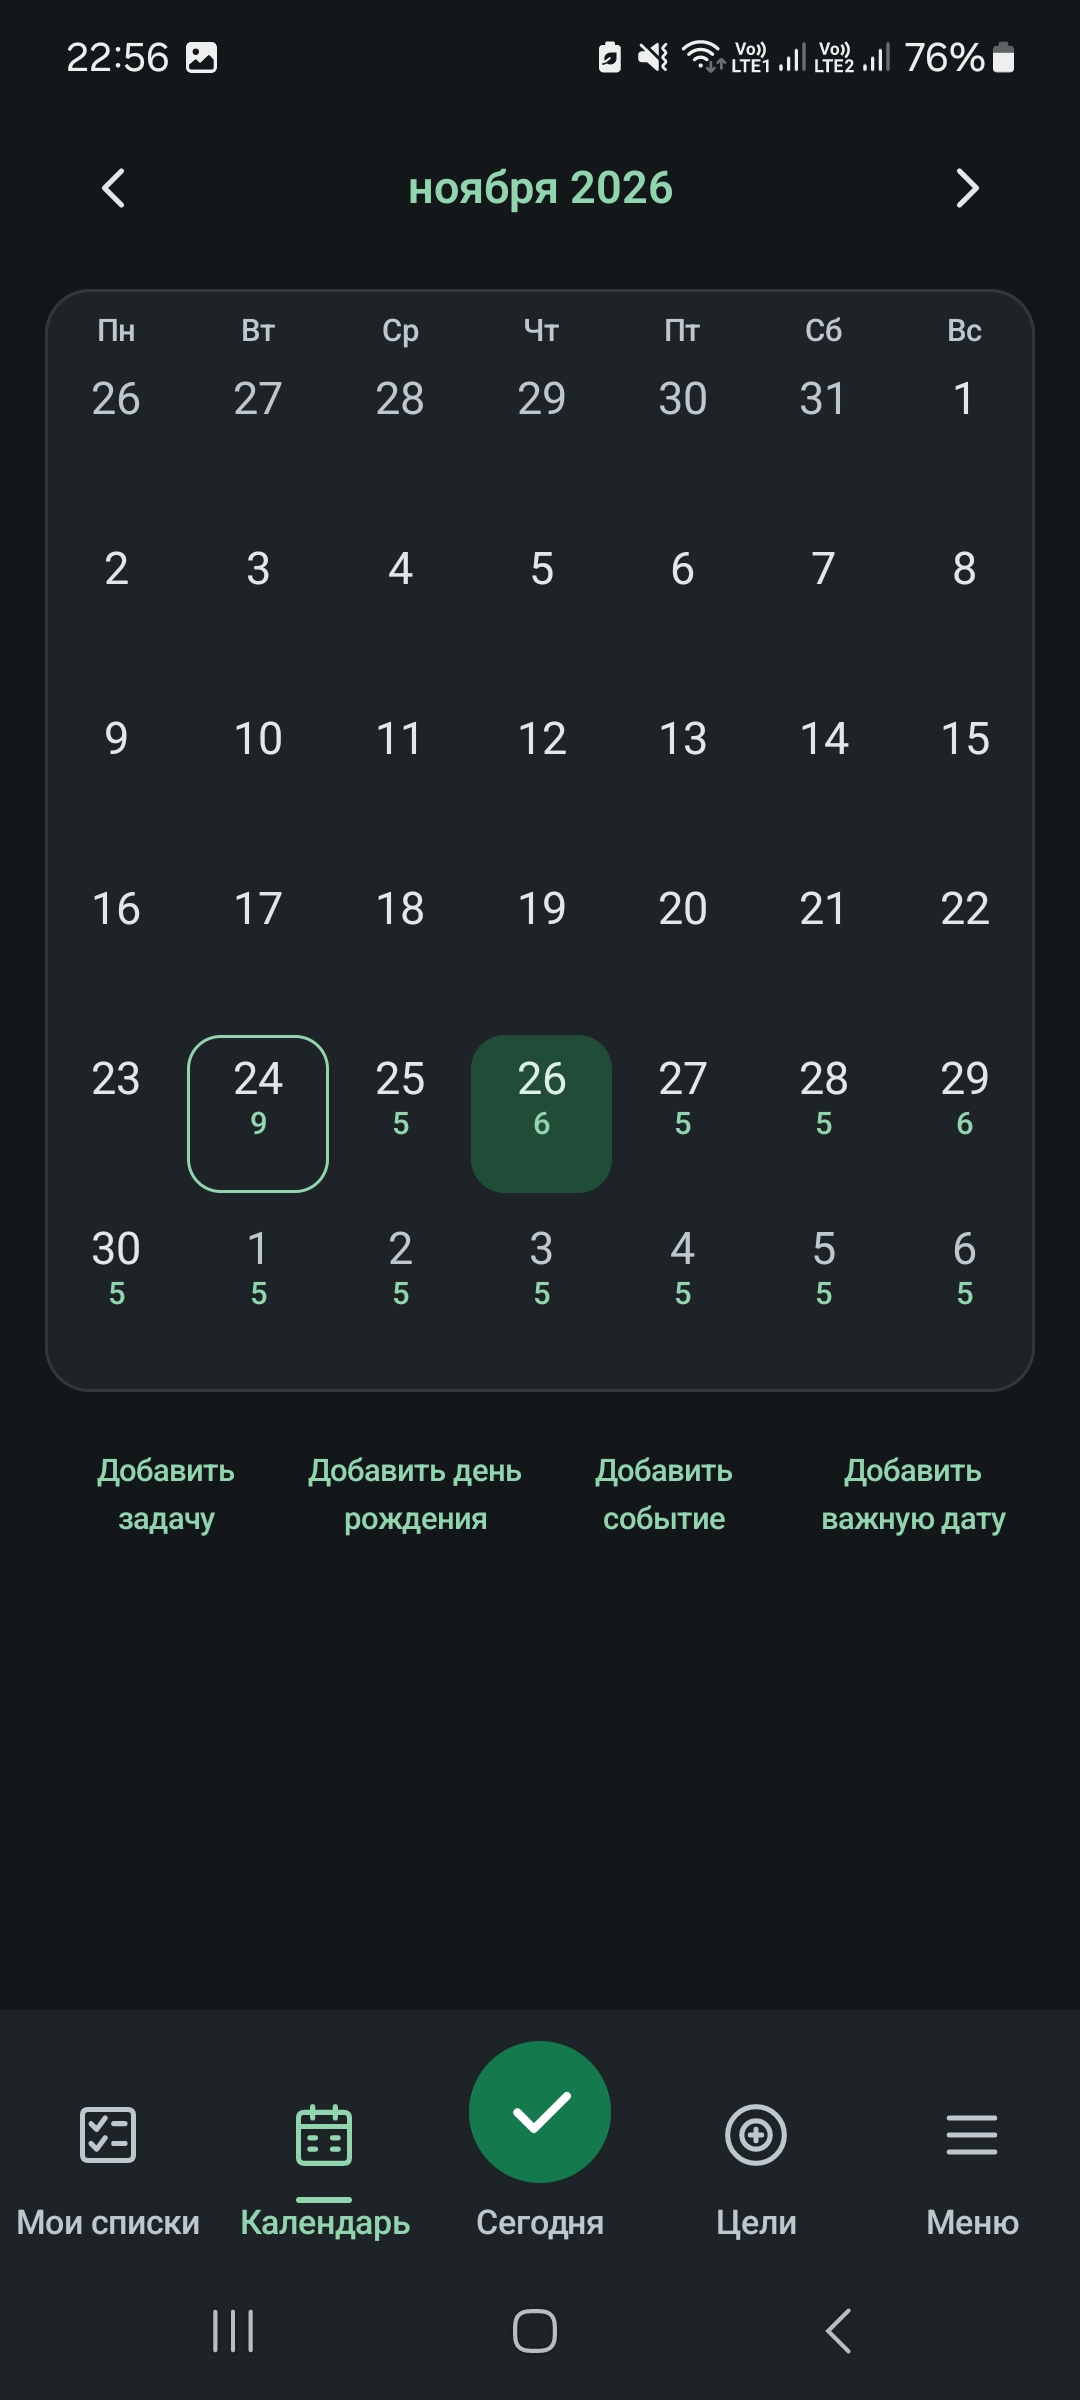 22:56 Vo)) LTE1 Vo)) LTE2 76%
ноября 2026
Пн Вт Ср Чт Пт Сб Вс
26 27 28 29 30 31 1
2 3 4 5 6 7 8
9 10 11 12 13 14 15
16 17 18 19 20 21 22
23 24 25 26 27 28 29
9 5 6 5 5 6
30 1 2 3 4 5 6
5 5 5 5 5 5 5
Добавить задачу
Добавить день рождения
Добавить событие
Добавить важную дату
Мои списки Календарь Сегодня Цели Меню